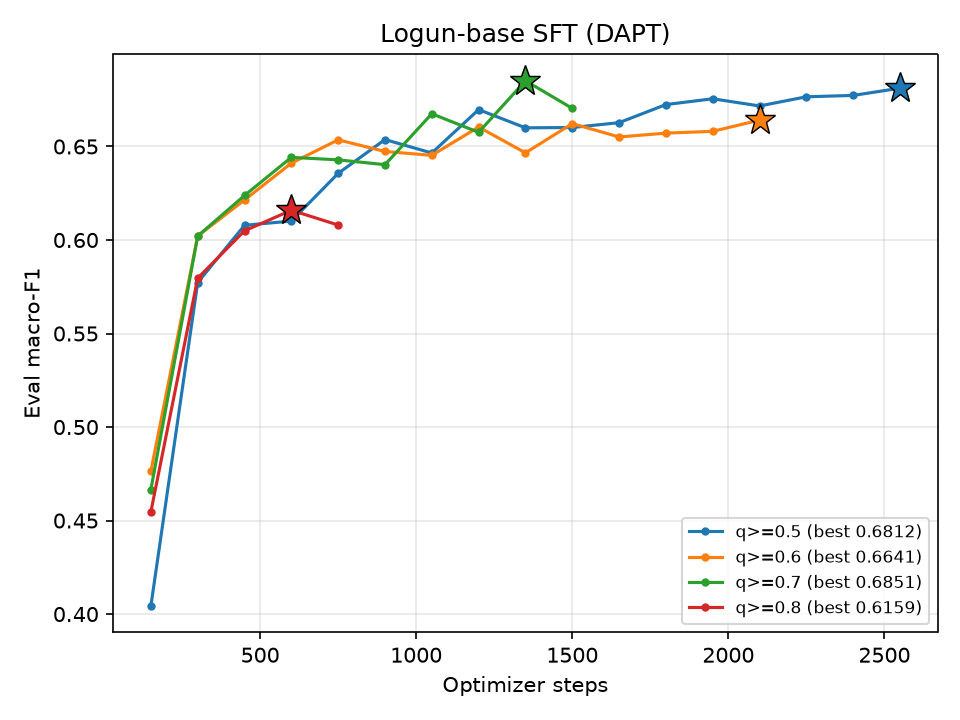 Logun-base SFT (DAPT)
Eval macro-F1
0.65
0.60
0.55
0.50
0.45
0.40
500
1000
1500
2000
2500
Optimizer steps
q>=0.5 (best 0.6812)
q>=0.6 (best 0.6641)
q>=0.7 (best 0.6851)
q>=0.8 (best 0.6159)